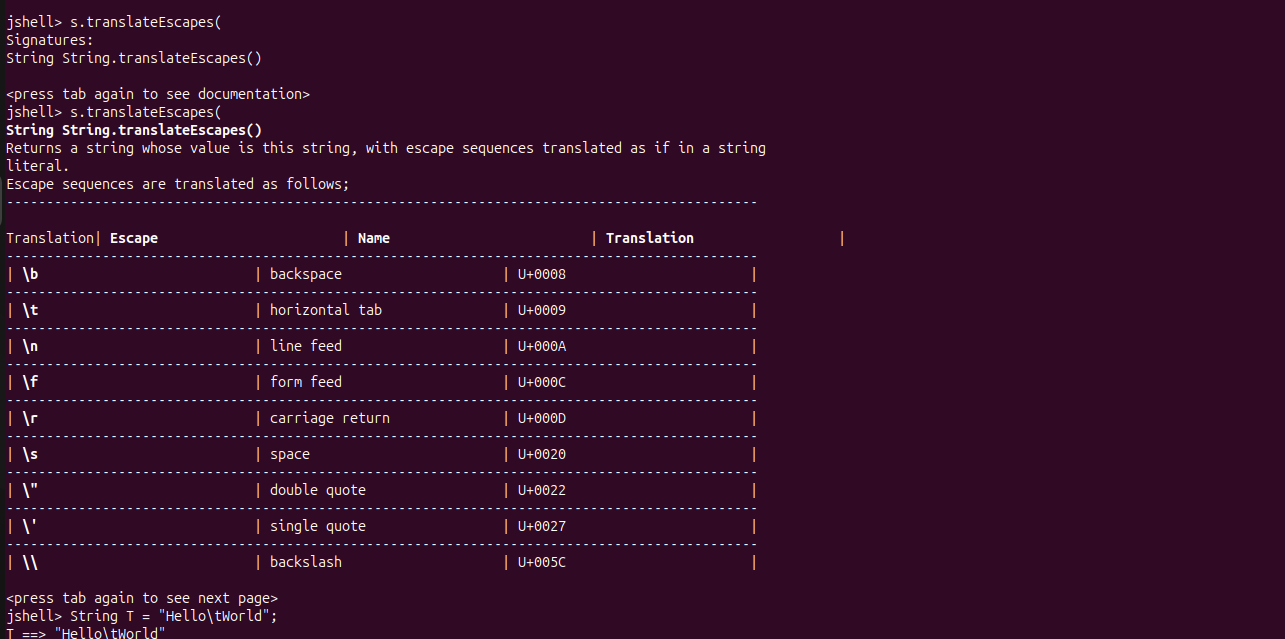 jshell> s.translateEscapes(
Signatures:
String String.translateEscapes()
<press tab again to see documentation>
jshell> s.translateEscapes(
String String.translateEscapes()
Returns a string whose value is this string, with escape sequences translated as if in a string
literal.
Escape sequences are translated as follows;
----------------------------------------------------------------------------------------------
Translation| Escape | Name | Translation |
----------------------------------------------------------------------------------------------
| \b | backspace | U+0008 |
----------------------------------------------------------------------------------------------
| \t | horizontal tab | U+0009 |
----------------------------------------------------------------------------------------------
| \n | line feed | U+000A |
----------------------------------------------------------------------------------------------
| \f | form feed | U+000C |
----------------------------------------------------------------------------------------------
| \r | carriage return | U+000D |
----------------------------------------------------------------------------------------------
| \s | space | U+0020 |
----------------------------------------------------------------------------------------------
| \" | double quote | U+0022 |
----------------------------------------------------------------------------------------------
| \' | single quote | U+0027 |
----------------------------------------------------------------------------------------------
| \\ | backslash | U+005C |
<press tab again to see next page>
jshell> String T = "Hello\tWorld";
T ==> "Hello\tWorld"